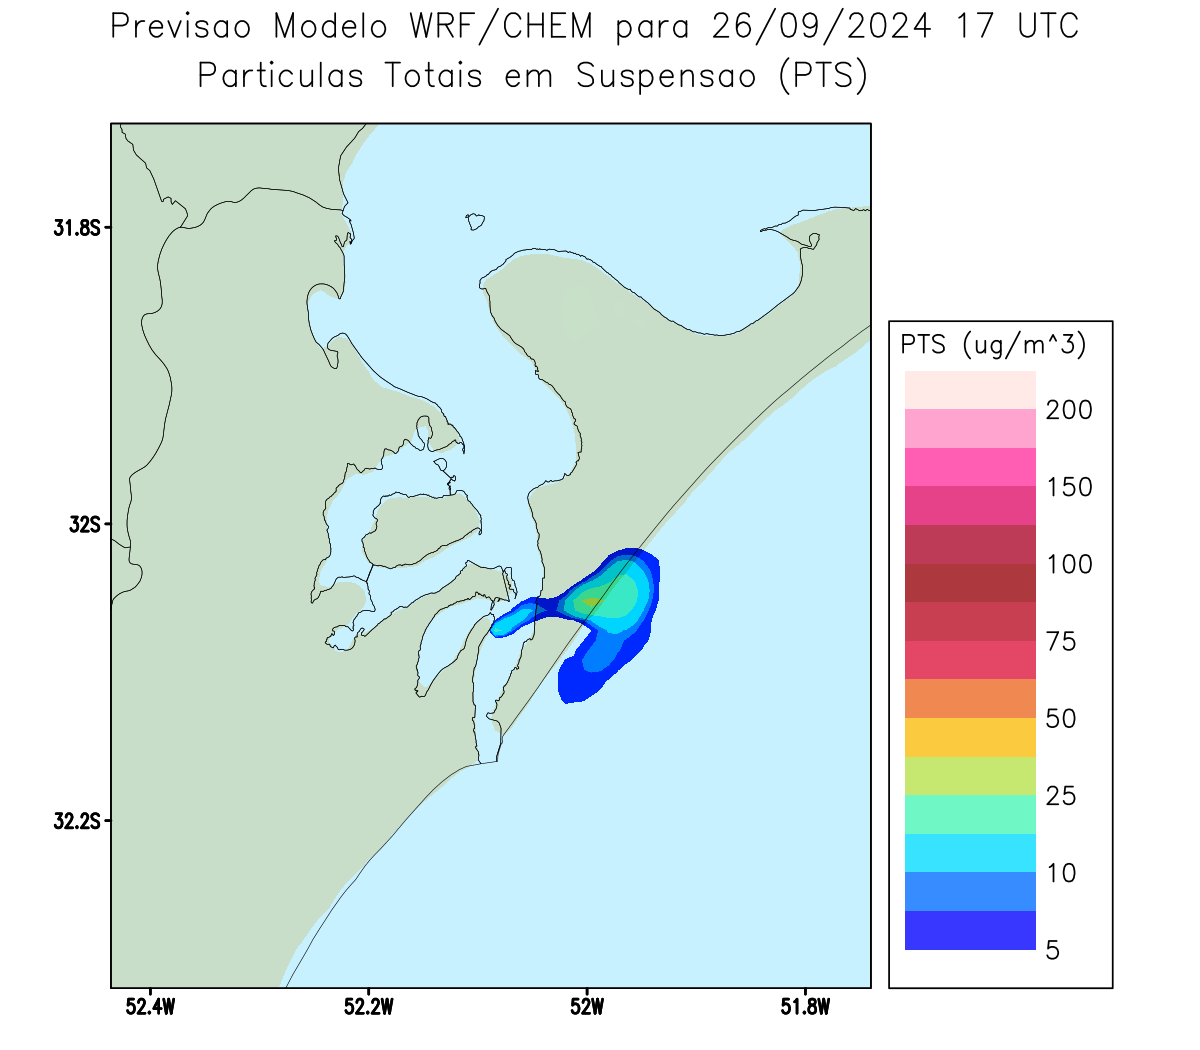 Previsao Modelo WRF/CHEM para 26/09/2024 17 UTC
Particulas Totais em Suspensao (PTS)
31.8S
32S
32.2S
52.4W
52.2W
52W
51.8W
PTS (ug/m^3)
200
150
100
75
50
25
10
5